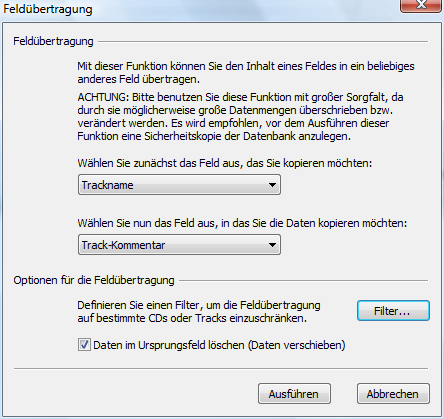 Feldübertragung
Feldübertragung
Mit dieser Funktion können Sie den Inhalt eines Feldes in ein beliebiges
anderes Feld übertragen.
ACHTUNG: Bitte benutzen Sie diese Funktion mit großer Sorgfalt, da
durch sie möglicherweise große Datenmengen überschrieben bzw.
verändert werden. Es wird empfohlen, vor dem Ausführen dieser
Funktion eine Sicherheitskopie der Datenbank anzulegen.
Wählen Sie zunächst das Feld aus, das Sie kopieren möchten:
Trackname
Wählen Sie nun das Feld aus, in das Sie die Daten kopieren möchten:
Track-Kommentar
Optionen für die Feldübertragung
Definieren Sie einen Filter, um die Feldübertragung
auf bestimmte CDs oder Tracks einzuschränken.
Filter...
Daten im Ursprungsfeld löschen (Daten verschieben)
Ausführen
Abbrechen